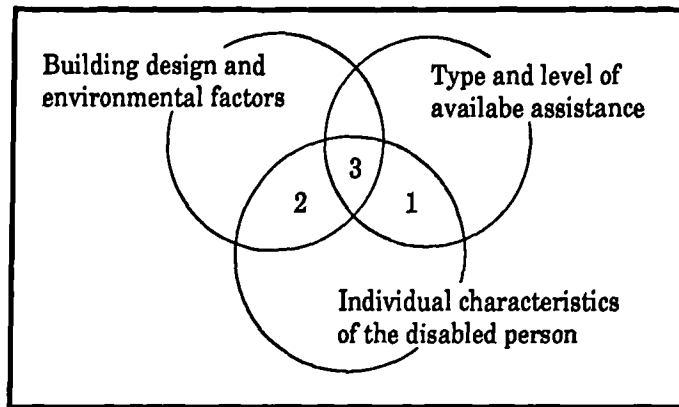 Building design and
environmental factors
Type and level of
availabe assistance
3
2
1
Individual characteristics
of the disabled person